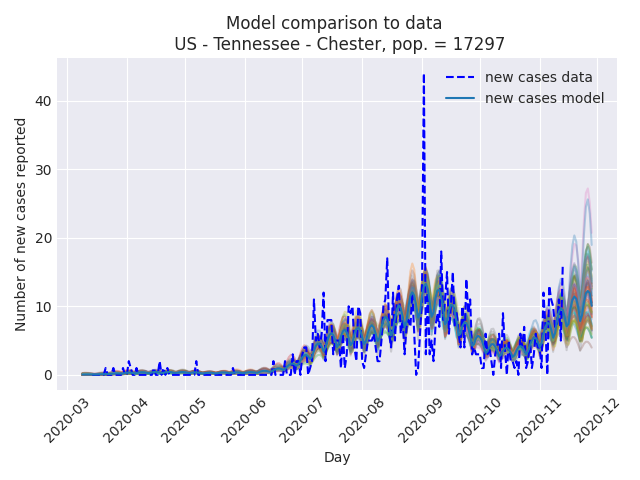 Model comparison to data
US - Tennessee - Chester, pop. = 17297
new cases data
new cases model
Number of new cases reported
40
30
20
10
0
2020-03
2020-04
2020-05
2020-06
2020-07
2020-08
2020-09
2020-10
2020-11
2020-12
Day